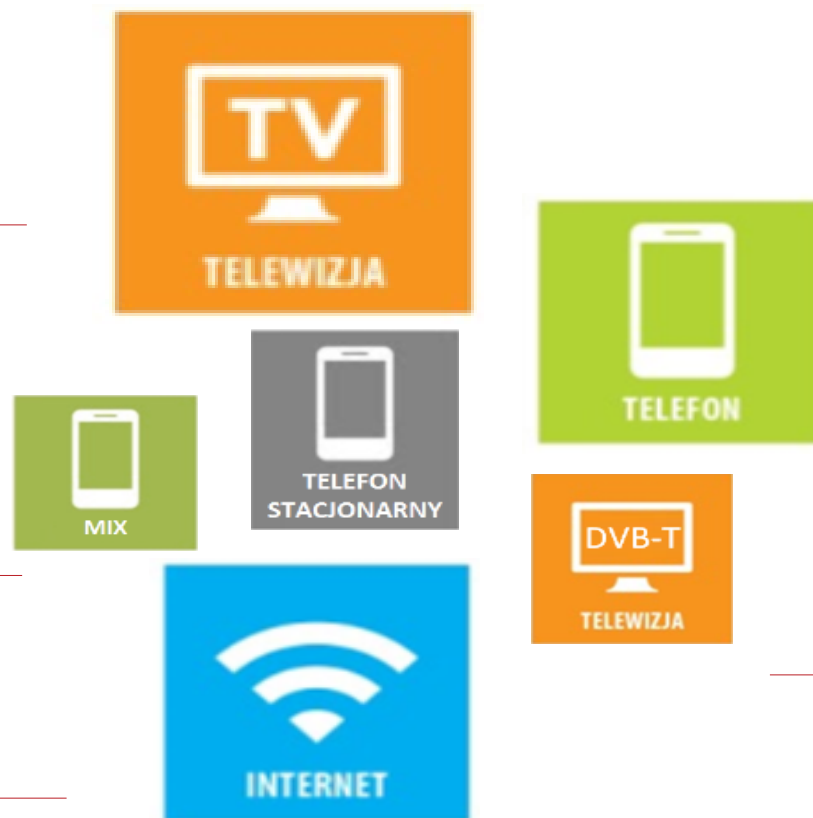 TV
TELEWIZJA
TELEFON
TELEFON
STACJONARNY
MIX
DVB-T
TELEWIZJA
INTERNET